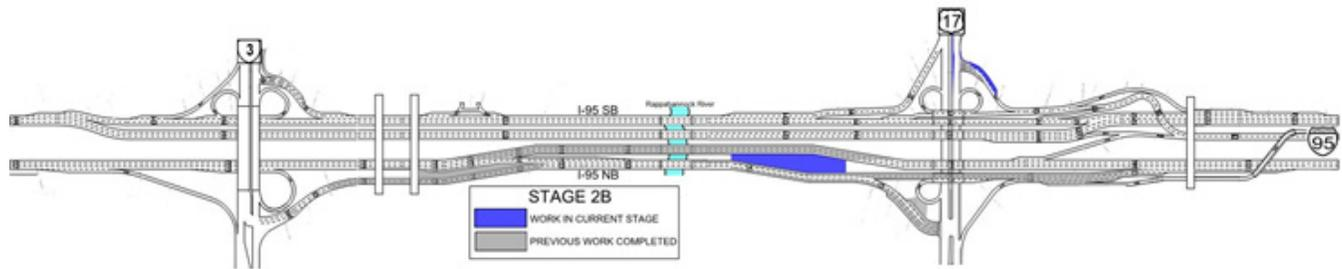 17
3
Rappahannock River
I-95 SB
95
I-95 NB
STAGE 2B
WORK IN CURRENT STAGE
PREVIOUS WORK COMPLETED